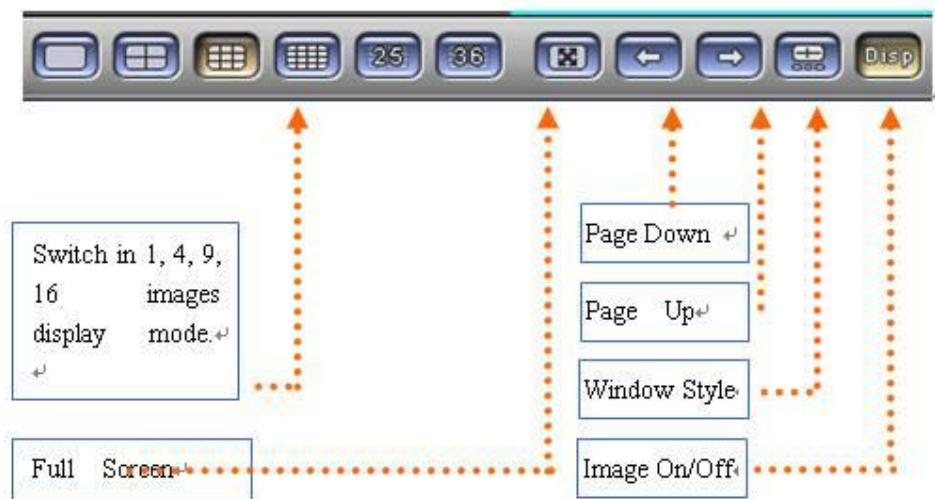 25 36 Disp
Switch in 1, 4, 9,
16 images
display mode.
Full Screen
Page Down
Page Up
Window Style
Image On/Off